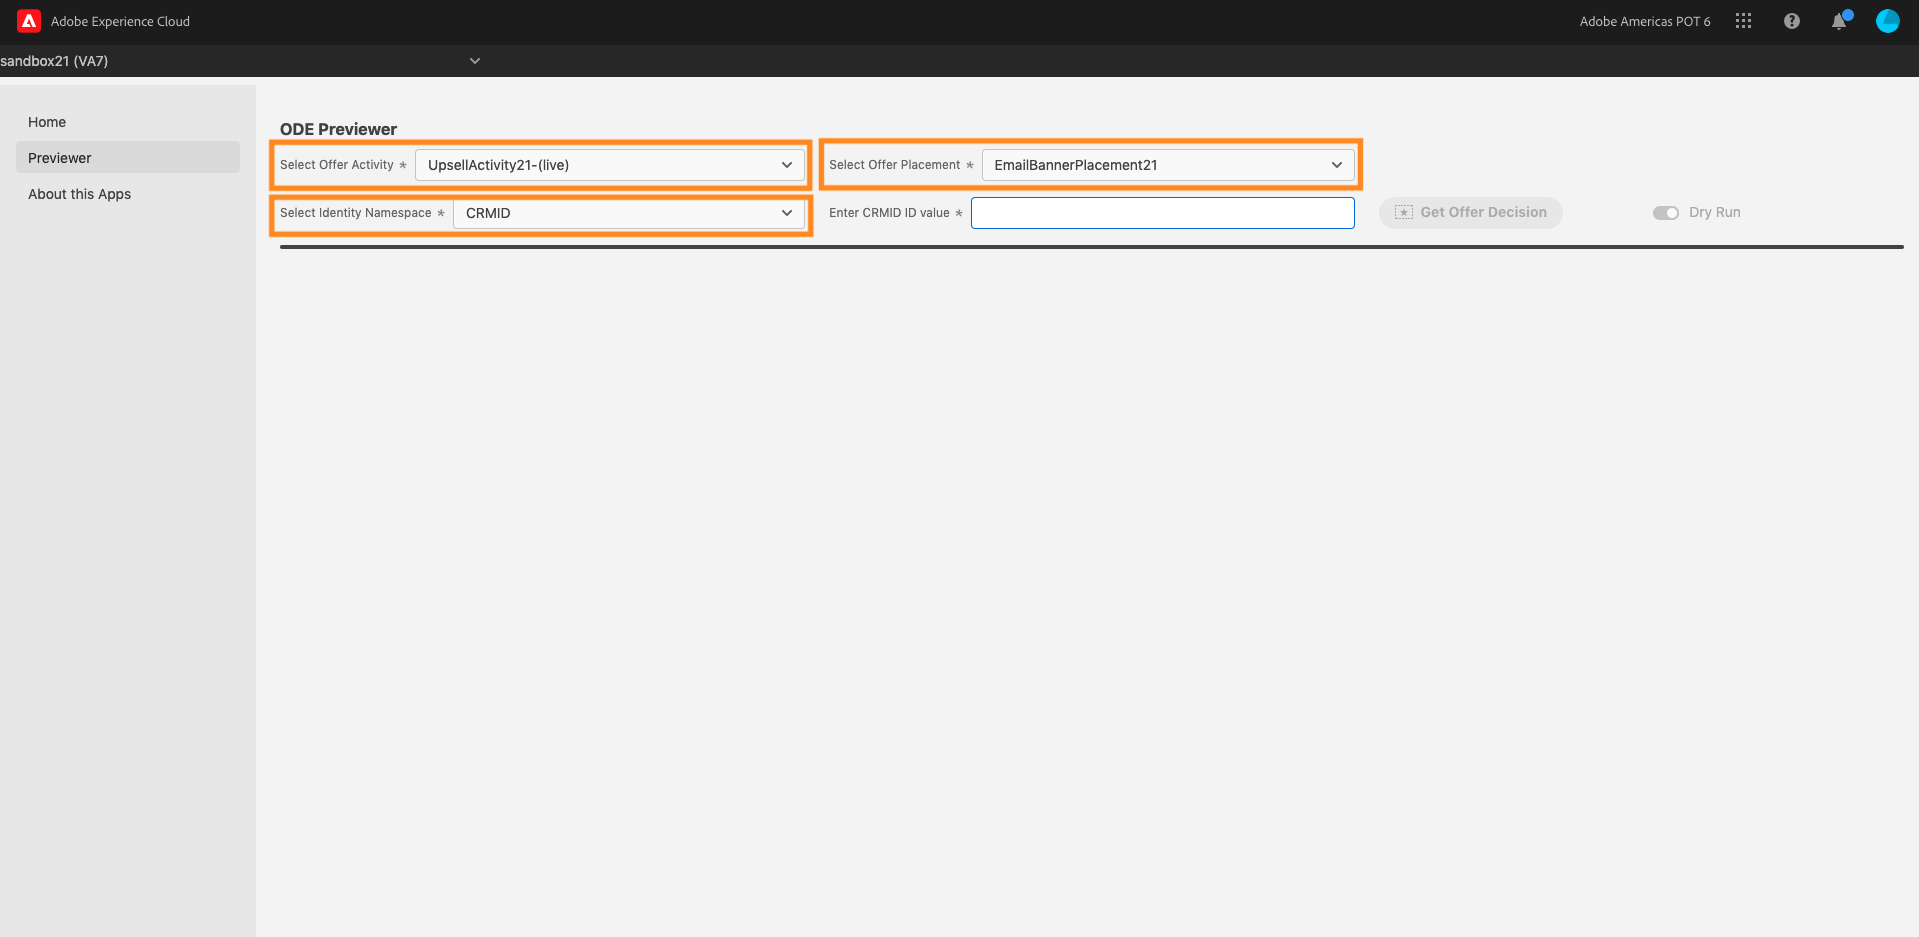 Adobe Experience Cloud
Adobe Americas POT 6
sandbox21 (VA7)
Home
Previewer
About this Apps
ODE Previewer
Select Offer Activity * UpsellActivity21-(live)
Select Offer Placement * EmailBannerPlacement21
Select Identity Namespace * CRMID
Enter CRMID ID value *
Get Offer Decision
Dry Run